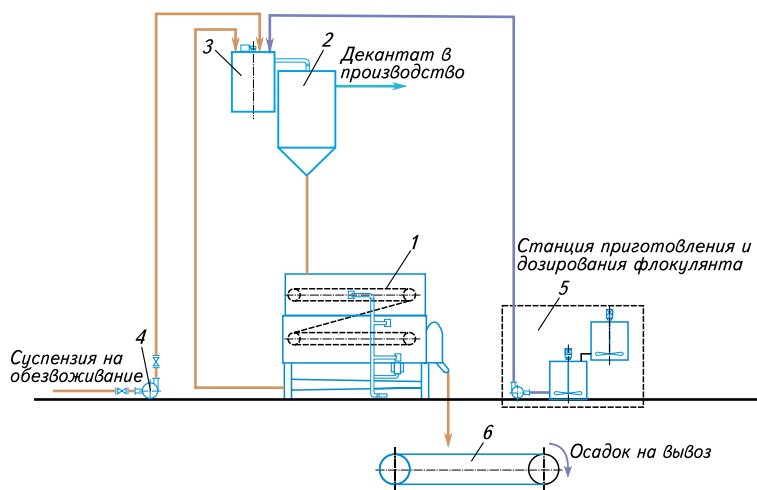 3
2
Декантат в
производство
1
Станция приготовления и
дозирования флокулянта
5
4
Суспензия на
обезвоживание
6
Осадок на вывоз